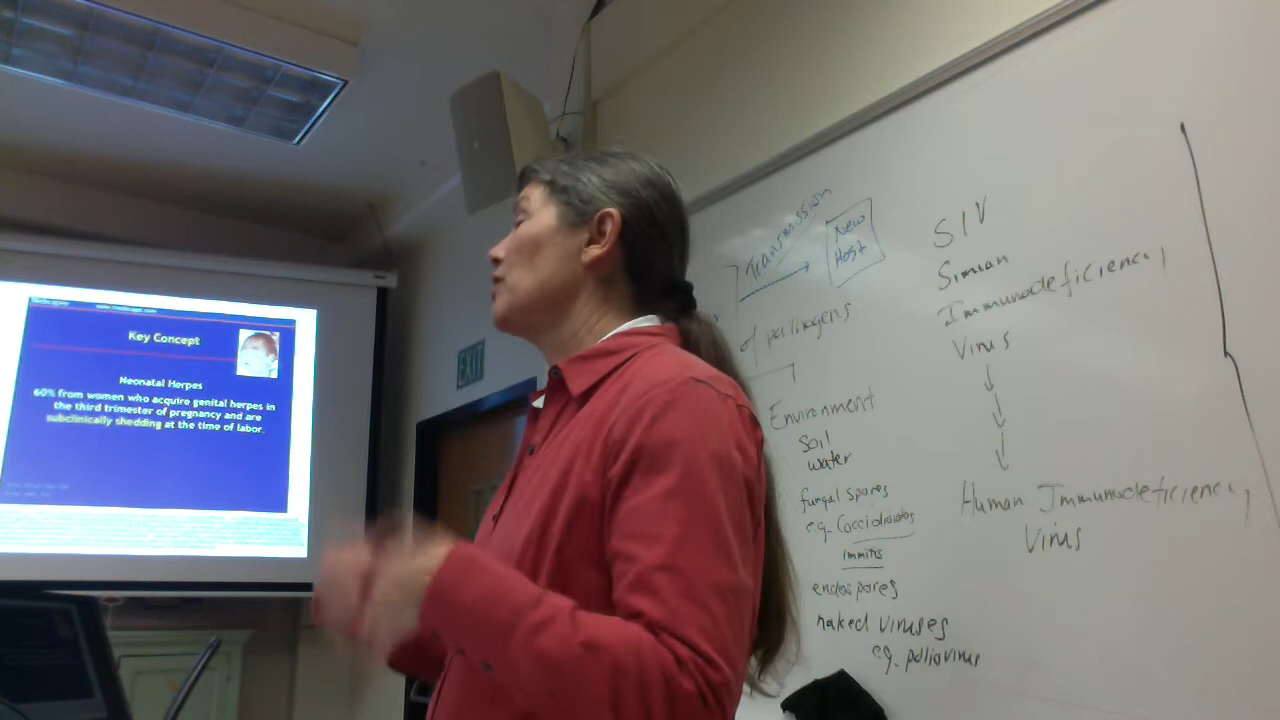 Key Concept
Neonatal Herpes
60% from women who acquire genital herpes in
the third trimester of pregnancy and are
subclinically shedding at the time of labor.
EXIT
Transmission
New
Host
of pathogens
Environment
Soil
water
fungal spores
e.g. Coccidioides
immitis
endospores
naked viruses
e.g. poliovirus
SIV
Simian
Immunodeficiency
Virus
Human Immunodeficiency
Virus